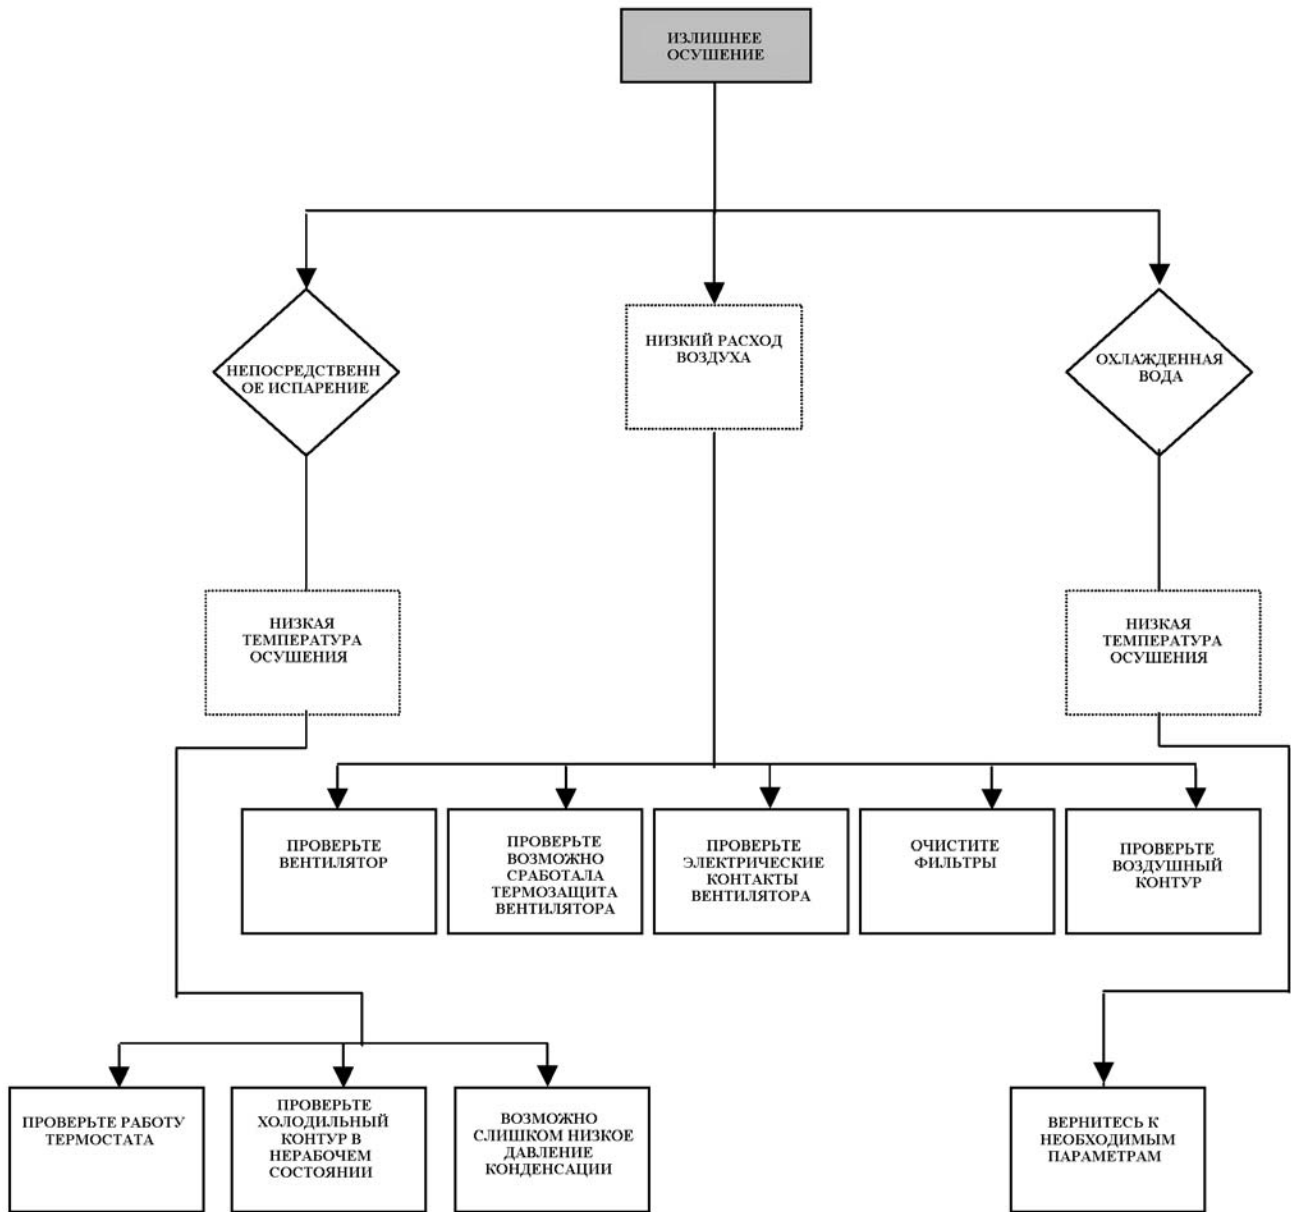 ИЗЛИШНЕЕ
ОСУШЕНИЕ
НЕПОСРЕДСТВЕНН
ОЕ ИСПАРЕНИЕ
НИЗКИЙ РАСХОД
ВОЗДУХА
ОХЛАЖДЕННАЯ
ВОДА
НИЗКАЯ
ТЕМПЕРАТУРА
ОСУШЕНИЯ
НИЗКАЯ
ТЕМПЕРАТУРА
ОСУШЕНИЯ
ПРОВЕРЬТЕ
ВЕНТИЛЯТОР
ПРОВЕРЬТЕ
ВОЗМОЖНО
СРАБОТАЛА
ТЕРМОЗАЩИТА
ВЕНТИЛЯТОРА
ПРОВЕРЬТЕ
ЭЛЕКТРИЧЕСКИЕ
КОНТАКТЫ
ВЕНТИЛЯТОРА
ОЧИСТИТЕ
ФИЛЬТРЫ
ПРОВЕРЬТЕ
ВОЗДУШНЫЙ
КОНТУР
ПРОВЕРЬТЕ РАБОТУ
ТЕРМОСТАТА
ПРОВЕРЬТЕ
ХОЛОДИЛЬНЫЙ
КОНТУР В
НЕРАБОЧЕМ
СОСТОЯНИИ
ВОЗМОЖНО
СЛИШКОМ НИЗКОЕ
ДАВЛЕНИЕ
КОНДЕНСАЦИИ
ВЕРНИТЕСЬ К
НЕОБХОДИМЫМ
ПАРАМЕТРАМ